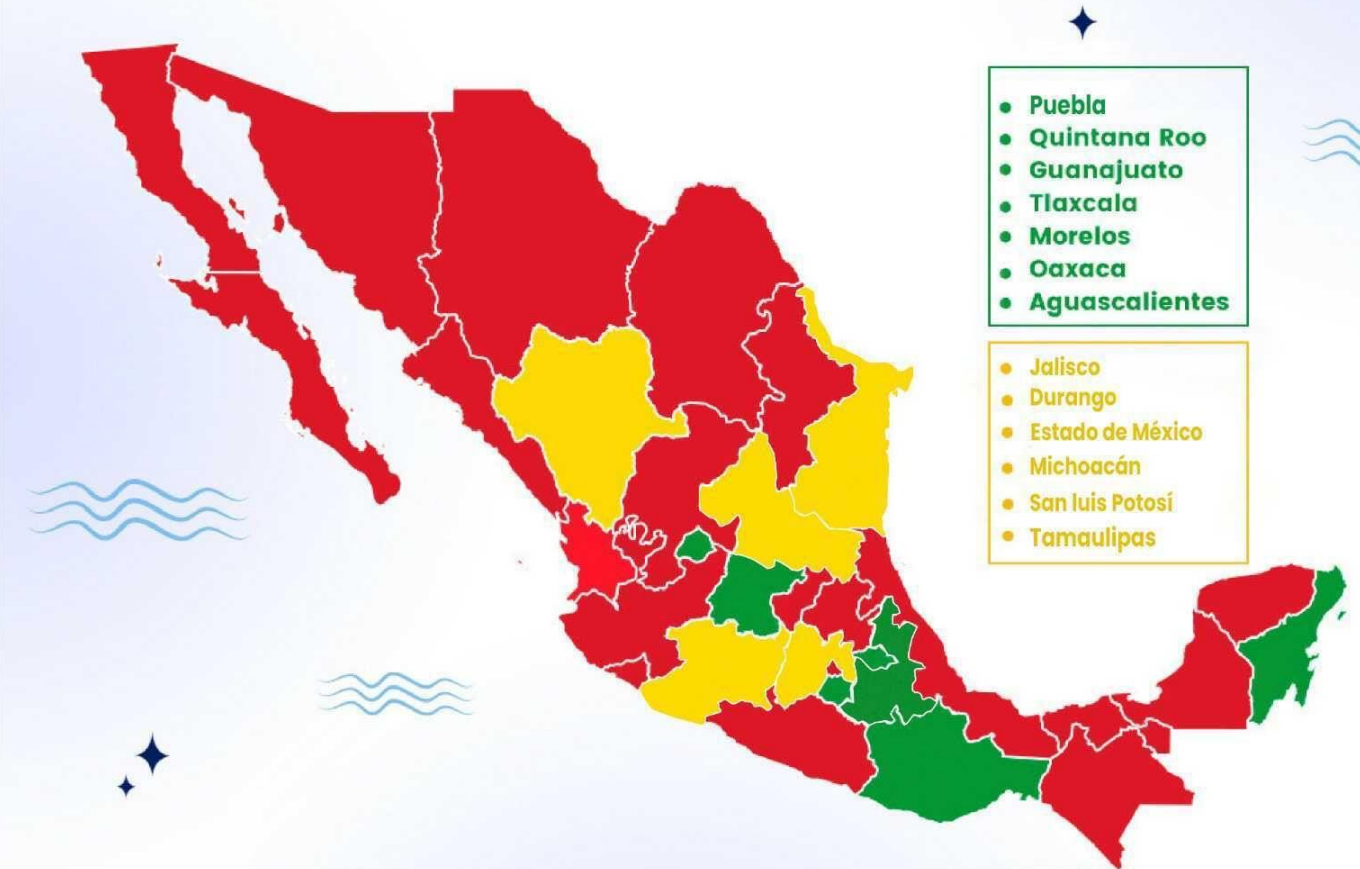 Puebla
Quintana Roo
Guanajuato
Tlaxcala
Morelos
Oaxaca
Aguascalientes
Jalisco
Durango
Estado de México
Michoacán
San luis Potosí
Tamaulipas